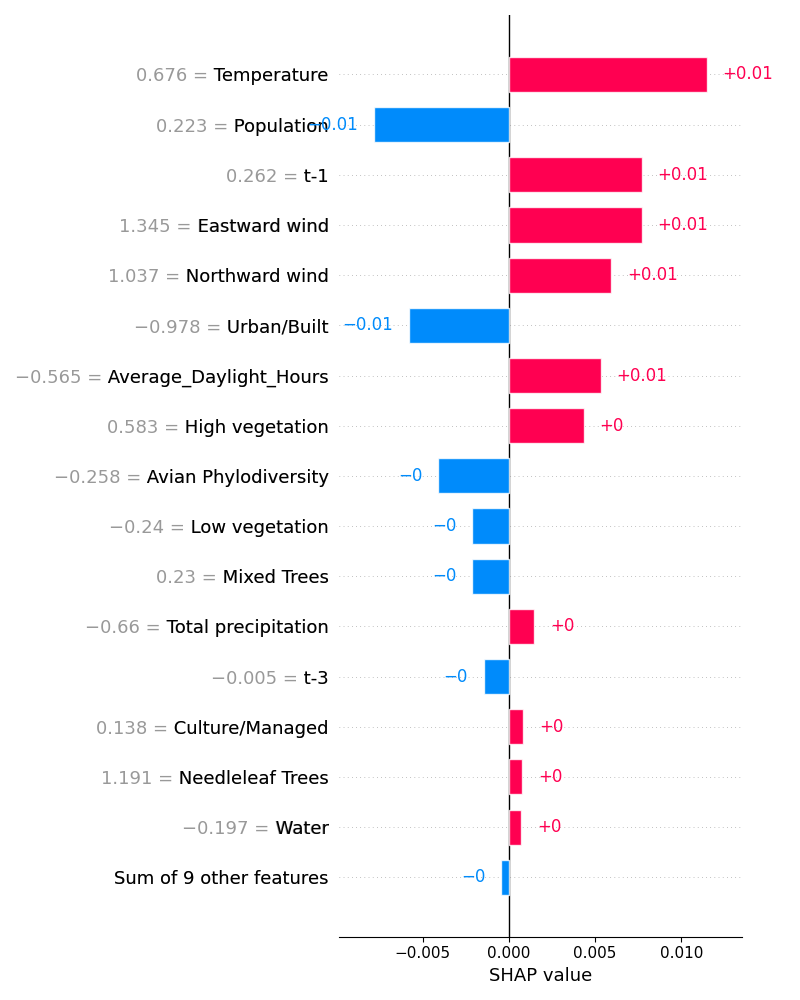 0.676 = Temperature +0.01
0.223 = Population −0.01
0.262 = t-1 +0.01
1.345 = Eastward wind +0.01
1.037 = Northward wind +0.01
−0.978 = Urban/Built −0.01
−0.565 = Average_Daylight_Hours +0.01
0.583 = High vegetation +0
−0.258 = Avian Phylodiversity −0
−0.24 = Low vegetation −0
0.23 = Mixed Trees −0
−0.66 = Total precipitation +0
−0.005 = t-3 −0
0.138 = Culture/Managed +0
1.191 = Needleleaf Trees +0
−0.197 = Water +0
Sum of 9 other features −0
−0.005 0.000 0.005 0.010
SHAP value